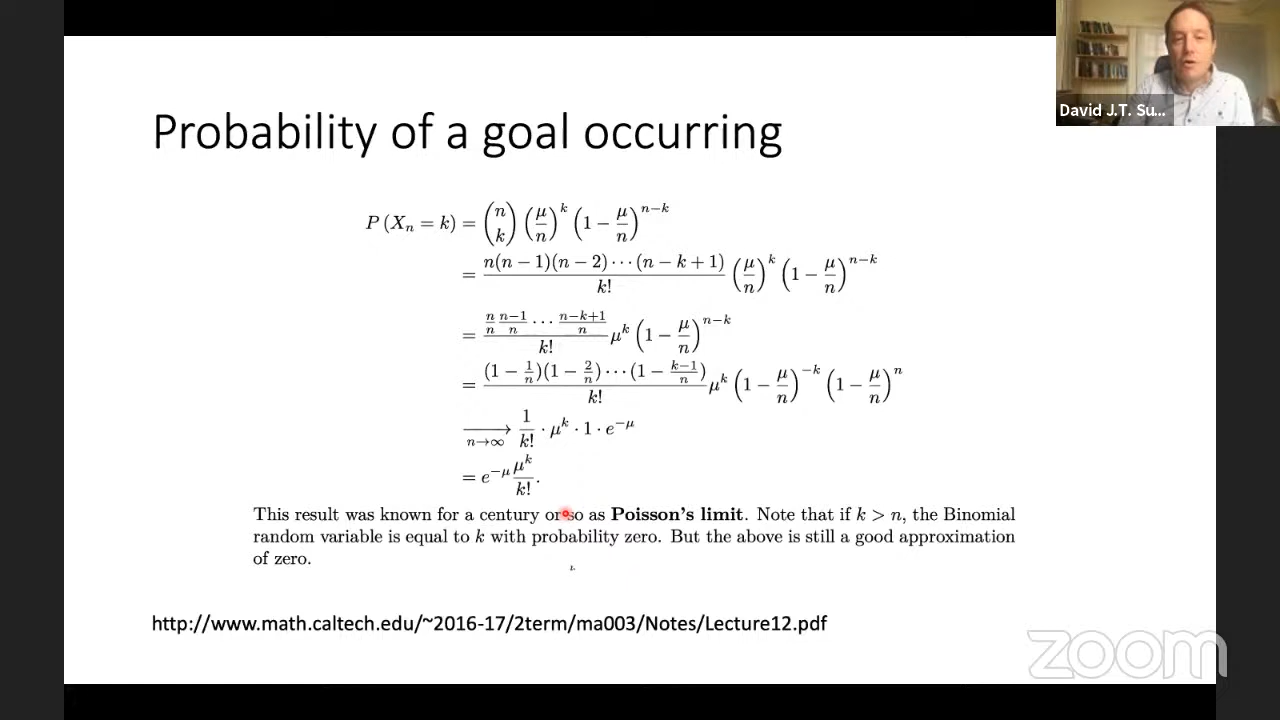 David J.T. Su...
Probability of a goal occurring
P (Xₙ = k) = (n k) (μ/n)^k (1 − μ/n)^{n−k}
= n(n − 1)(n − 2) · · · (n − k + 1) / k! (μ/n)^k (1 − μ/n)^{n−k}
= n/n n−1/n · · · n−k+1/n / k! μ^k (1 − μ/n)^{n−k}
= (1 − 1/n)(1 − 2/n) · · · (1 − k−1/n) / k! μ^k (1 − μ/n)^{−k} (1 − μ/n)^n
⟶ n→∞ 1/k! · μ^k · 1 · e^{−μ}
= e^{−μ} μ^k/k!.
This result was known for a century or so as Poisson's limit. Note that if k > n, the Binomial
random variable is equal to k with probability zero. But the above is still a good approximation
of zero.
http://www.math.caltech.edu/~2016-17/2term/ma003/Notes/Lecture12.pdf
zoom